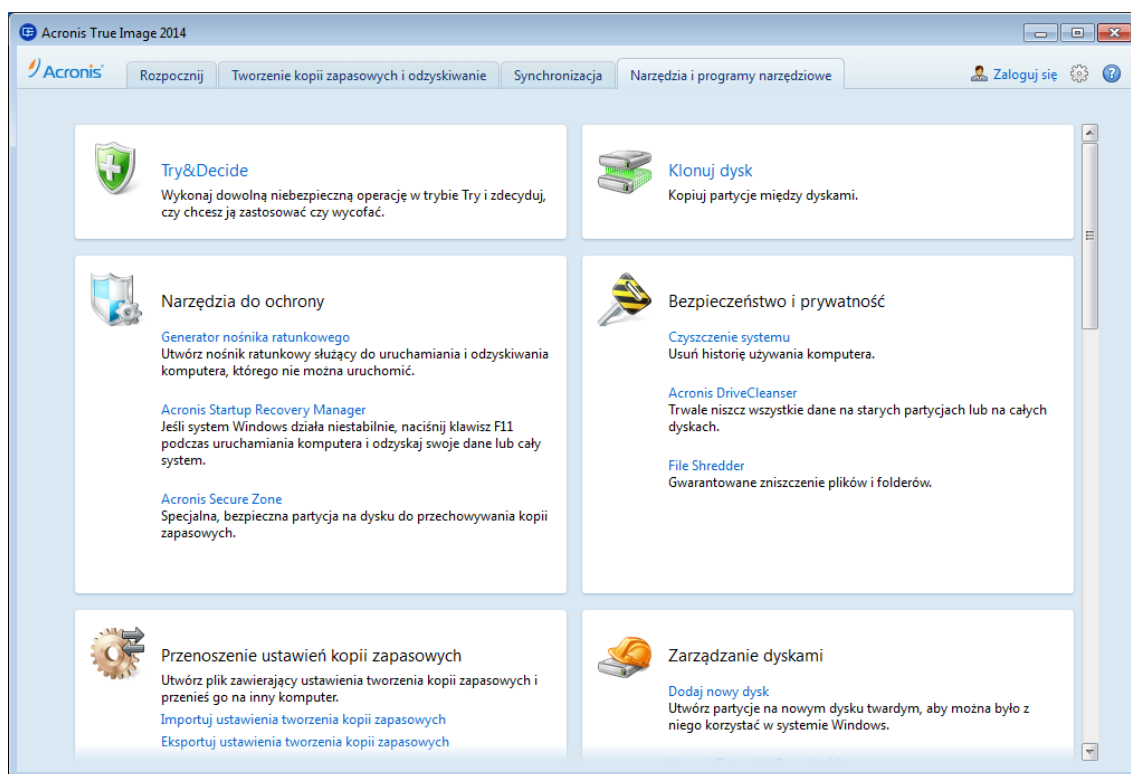 Acronis True Image 2014
Acronis
Rozpocznij
Tworzenie kopii zapasowych i odzyskiwanie
Synchronizacja
Narzędzia i programy narzędziowe
Zaloguj się
Try&Decide
Wykonaj dowolną niebezpieczną operację w trybie Try i zdecyduj,
czy chcesz ją zastosować czy wycofać.
Klonuj dysk
Kopiuj partycje między dyskami.
Narzędzia do ochrony
Generator nośnika ratunkowego
Utwórz nośnik ratunkowy służący do uruchamiania i odzyskiwania
komputera, którego nie można uruchomić.
Acronis Startup Recovery Manager
Jeśli system Windows działa niestabilnie, naciśnij klawisz F11
podczas uruchamiania komputera i odzyskaj swoje dane lub cały
system.
Acronis Secure Zone
Specjalna, bezpieczna partycja na dysku do przechowywania kopii
zapasowych.
Bezpieczeństwo i prywatność
Czyszczenie systemu
Usuń historię używania komputera.
Acronis DriveCleanser
Trwale niszcz wszystkie dane na starych partycjach lub na całych
dyskach.
File Shredder
Gwarantowane zniszczenie plików i folderów.
Przenoszenie ustawień kopii zapasowych
Utwórz plik zawierający ustawienia tworzenia kopii zapasowych i
przenieś go na inny komputer.
Importuj ustawienia tworzenia kopii zapasowych
Eksportuj ustawienia tworzenia kopii zapasowych
Zarządzanie dyskami
Dodaj nowy dysk
Utwórz partycje na nowym dysku twardym, aby można było z
niego korzystać w systemie Windows.